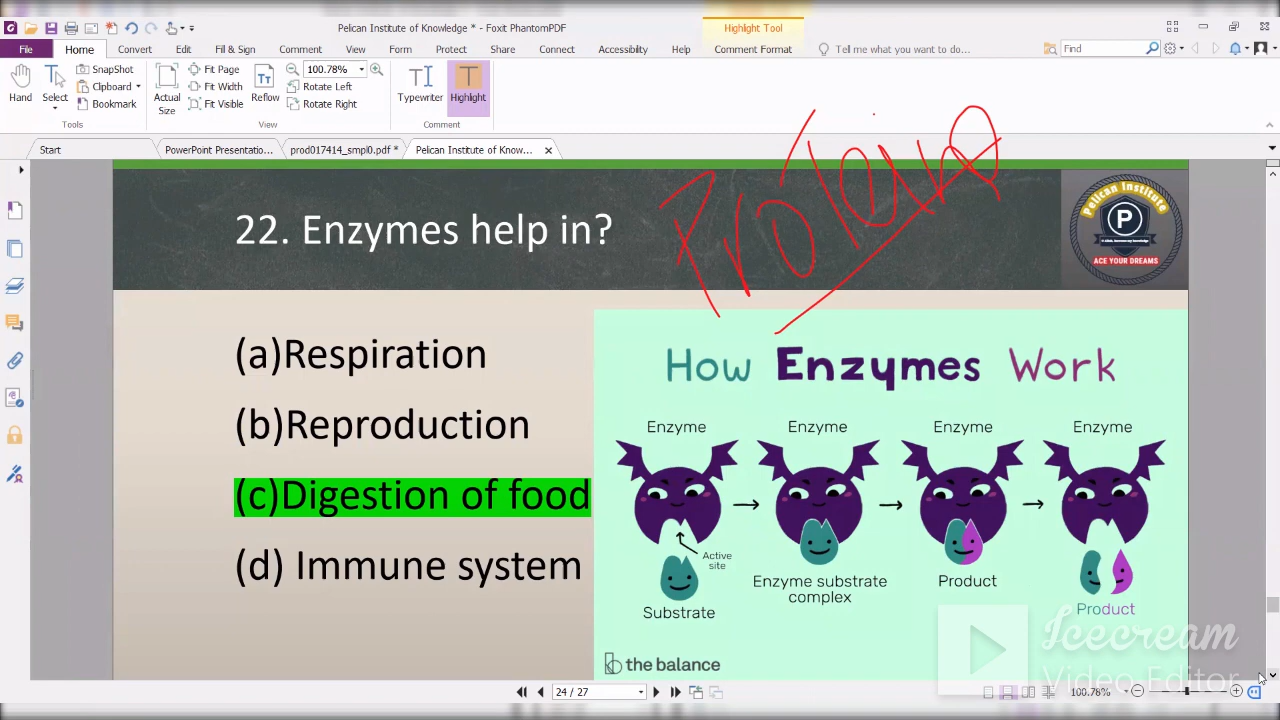 Pelican Institute of Knowledge * - Foxit PhantomPDF
Highlight Tool
File Home Convert Edit Fill & Sign Comment View Form Protect Share Connect Accessibility Help Comment Format Tell me what you want to do... Find
Hand
Select
SnapShot
Clipboard
Bookmark
Tools
Actual Size
Fit Page
Fit Width
Fit Visible
Reflow
100.78%
Rotate Left
Rotate Right
View
Typewriter
Highlight
Comment
Start PowerPoint Presentatio... prod017414_smpl0.pdf * Pelican Institute of Know...
Proteins
22. Enzymes help in?
Pelican Institute
P
ACE YOUR DREAMS
(a)Respiration
(b)Reproduction
(c)Digestion of food
(d) Immune system
How Enzymes Work
Enzyme Enzyme Enzyme Enzyme
Active
site
Substrate
Enzyme substrate
complex
Product
Product
the balance
Icecream
Video Editor
24 / 27
100.78%